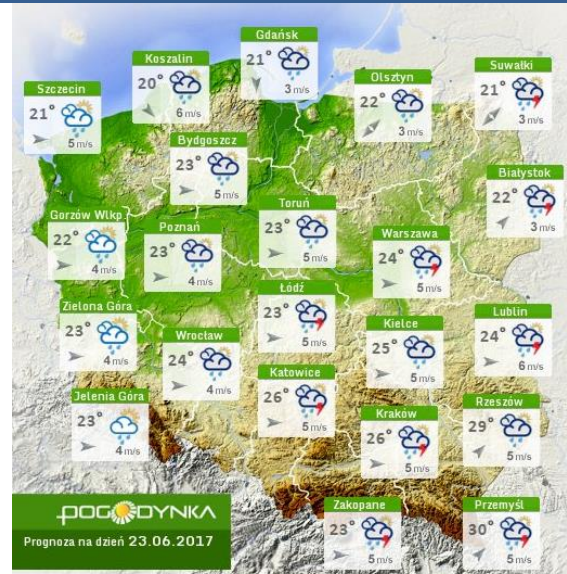 Gdańsk
21°
3 m/s
Koszalin
20°
6 m/s
Suwałki
21°
3 m/s
Olsztyn
22°
3 m/s
Szczecin
21°
5 m/s
Bydgoszcz
23°
5 m/s
Białystok
22°
3 m/s
Toruń
23°
5 m/s
Gorzów Wlkp.
22°
4 m/s
Poznań
23°
4 m/s
Warszawa
24°
5 m/s
Łódź
23°
5 m/s
Zielona Góra
23°
4 m/s
Lublin
24°
6 m/s
Kielce
25°
5 m/s
Wrocław
24°
4 m/s
Katowice
26°
5 m/s
Jelenia Góra
23°
4 m/s
Rzeszów
29°
5 m/s
Kraków
26°
5 m/s
Zakopane
23°
5 m/s
Przemyśl
30°
5 m/s
POGODYNKA
Prognoza na dzień 23.06.2017